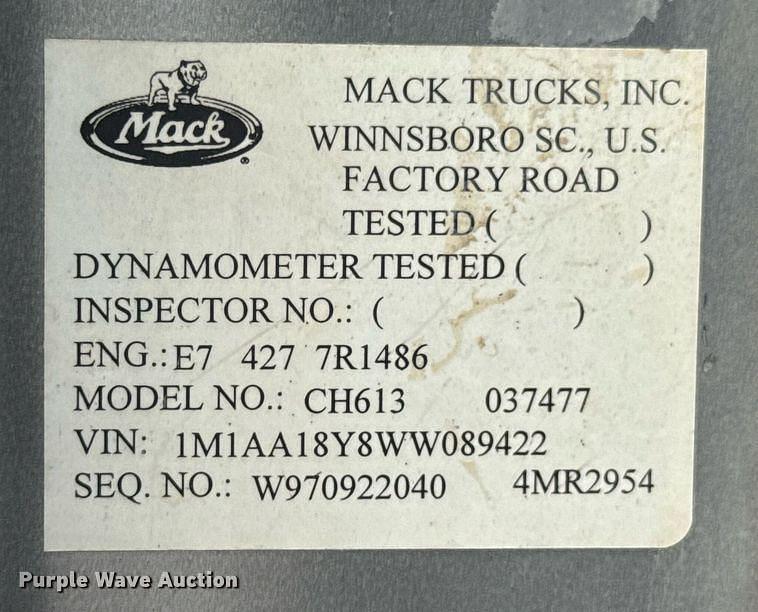 Mack
®
MACK TRUCKS, INC.
WINNSBORO SC., U.S.
FACTORY ROAD
TESTED ( )
DYNAMOMETER TESTED ( )
INSPECTOR NO.: ( )
ENG.: E7 427 7R1486
MODEL NO.: CH613 037477
VIN: 1M1AA18Y8WW089422
SEQ. NO.: W970922040 4MR2954
Purple Wave Auction